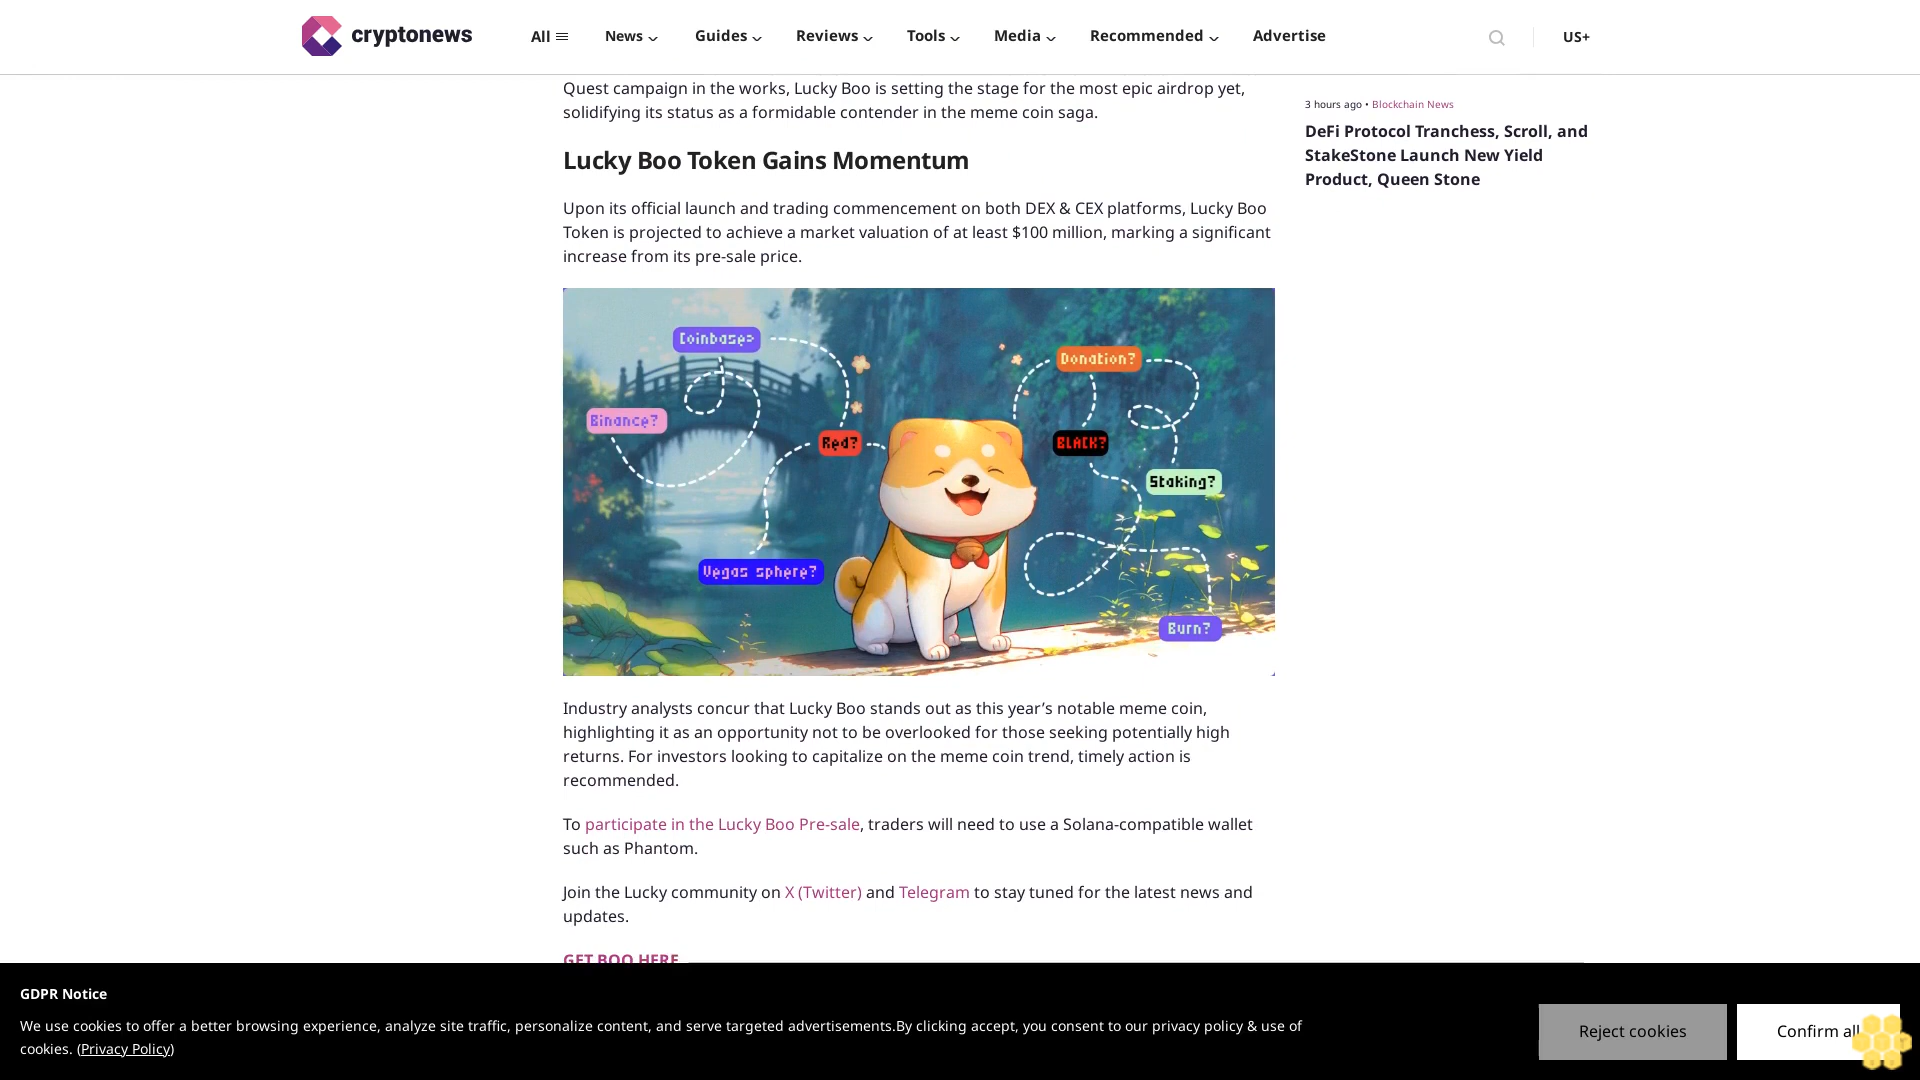 cryptonews
All
News
Guides
Reviews
Tools
Media
Recommended
Advertise
US+
Quest campaign in the works, Lucky Boo is setting the stage for the most epic airdrop yet,
solidifying its status as a formidable contender in the meme coin saga.
3 hours ago • Blockchain News
DeFi Protocol Tranchess, Scroll, and
StakeStone Launch New Yield
Product, Queen Stone
Lucky Boo Token Gains Momentum
Upon its official launch and trading commencement on both DEX & CEX platforms, Lucky Boo
Token is projected to achieve a market valuation of at least $100 million, marking a significant
increase from its pre-sale price.
Coinbase>
Donation?
Binance?
Red?
BLACK?
Staking?
Vegas sphere?
Burn?
Industry analysts concur that Lucky Boo stands out as this year’s notable meme coin,
highlighting it as an opportunity not to be overlooked for those seeking potentially high
returns. For investors looking to capitalize on the meme coin trend, timely action is
recommended.
To participate in the Lucky Boo Pre-sale, traders will need to use a Solana-compatible wallet
such as Phantom.
Join the Lucky community on X (Twitter) and Telegram to stay tuned for the latest news and
updates.
GET BOO HERE
GDPR Notice
We use cookies to offer a better browsing experience, analyze site traffic, personalize content, and serve targeted advertisements.By clicking accept, you consent to our privacy policy & use of
cookies. (Privacy Policy)
Reject cookies
Confirm all